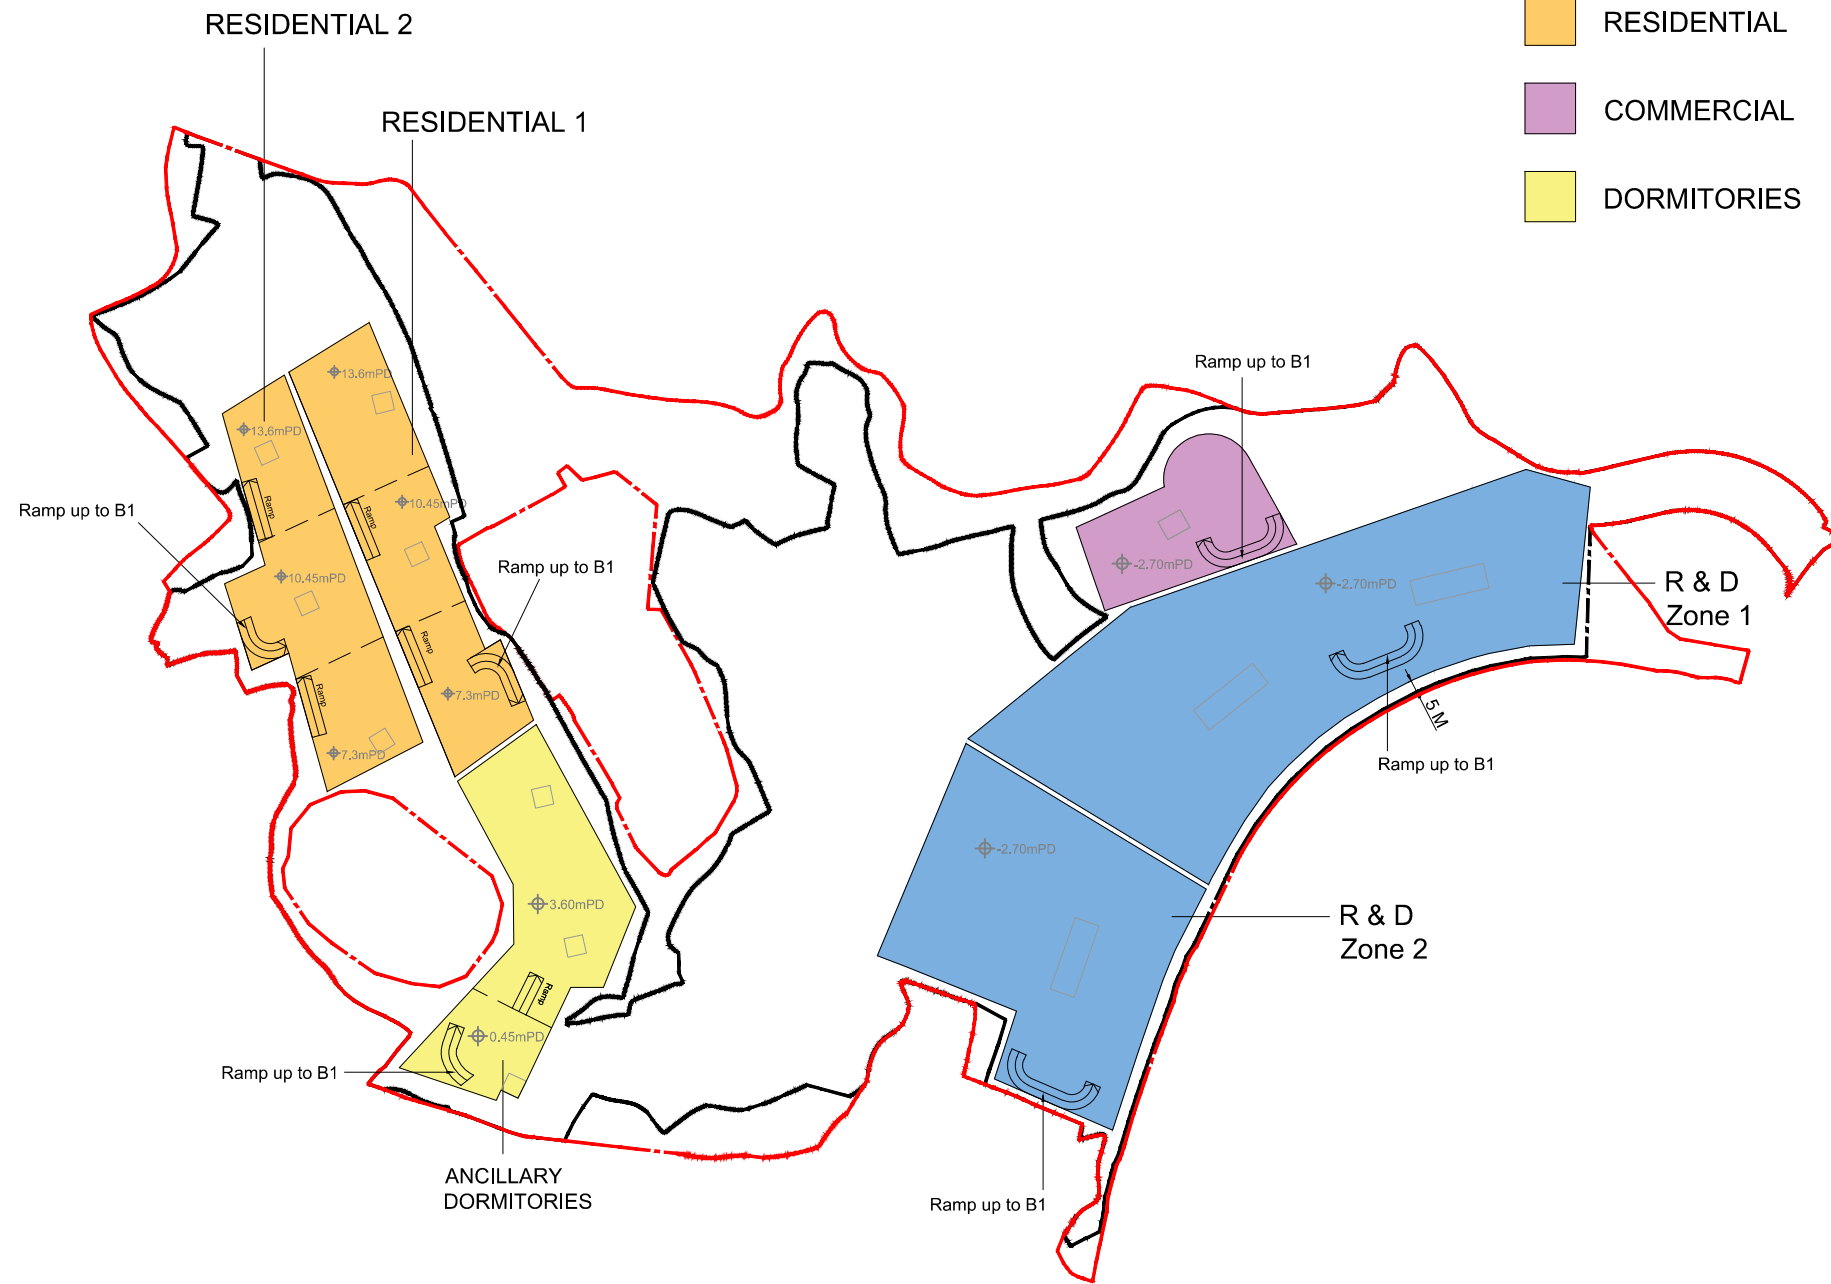 RESIDENTIAL 2
RESIDENTIAL
RESIDENTIAL 1
COMMERCIAL
DORMITORIES
13.6mPD
13.6mPD
Ramp up to B1
Ramp up to B1
Ramp
10.45mPD
Ramp
10.45mPD
Ramp up to B1
-2.70mPD
-2.70mPD
R & D
Zone 1
Ramp
Ramp
7.3mPD
7.3mPD
5 M
Ramp up to B1
-2.70mPD
3.60mPD
R & D
Zone 2
Ramp
0.45mPD
Ramp up to B1
ANCILLARY
DORMITORIES
Ramp up to B1